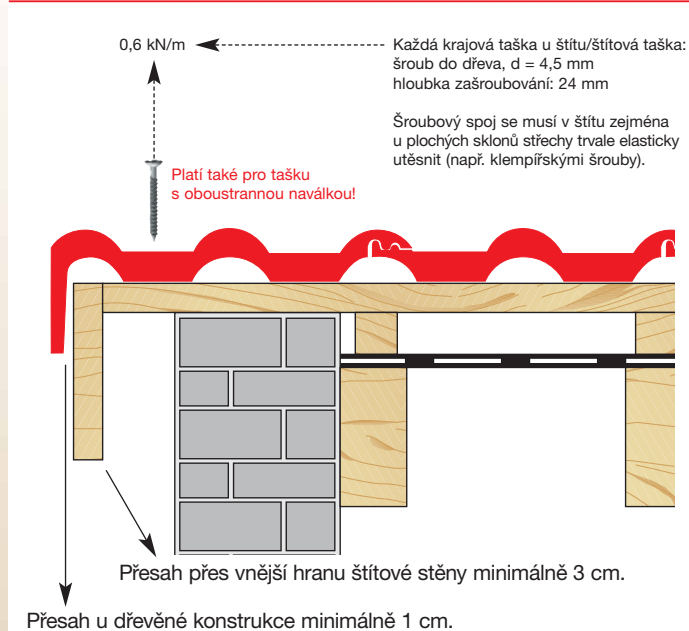 0,6 kN/m
Každá krajová taška u štítu/štítová taška:
šroub do dřeva, d = 4,5 mm
hloubka zašroubování: 24 mm
Šroubový spoj se musí v štítu zejména
u plochých sklonů střechy trvale elasticky
utěsnit (např. klempířskými šrouby).
Platí také pro tašku
s oboustrannou naválkou!
Přesah přes vnější hranu štítové stěny minimálně 3 cm.
Přesah u dřevěné konstrukce minimálně 1 cm.